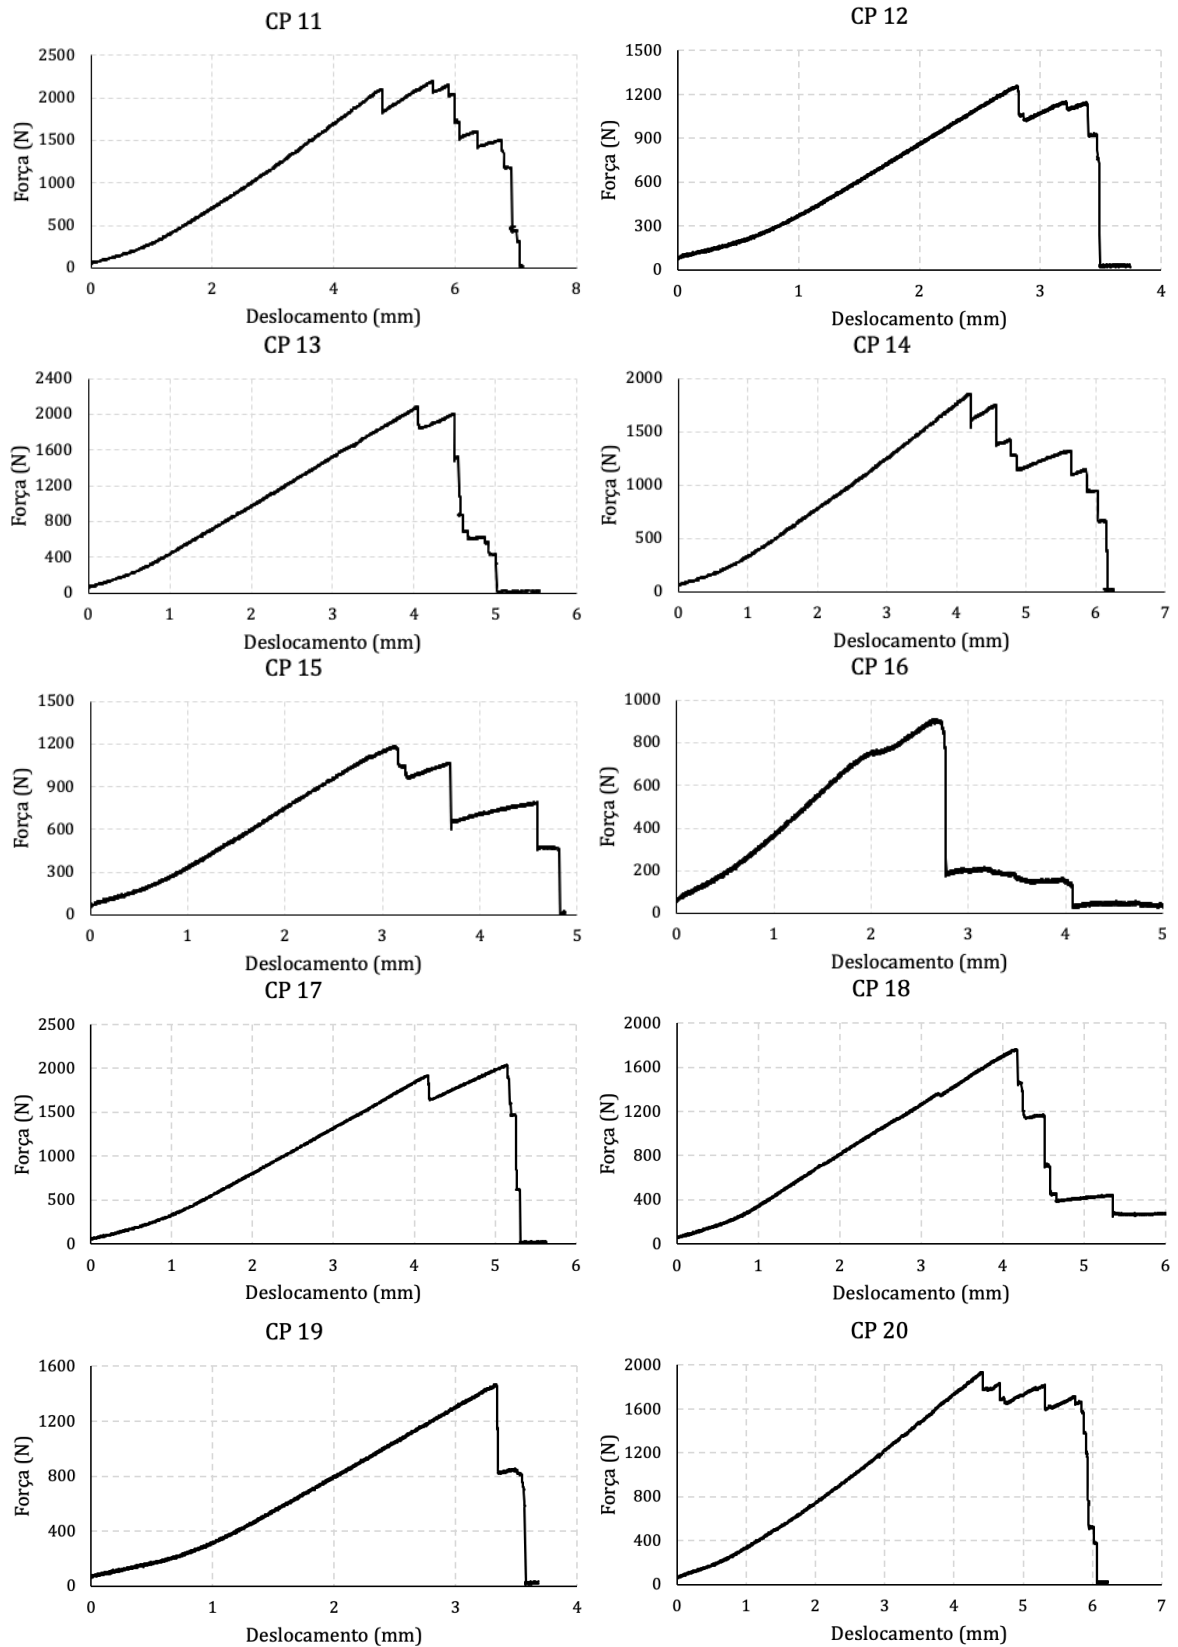 CP 11
2500
2000
1500
1000
500
0
Força (N)
0 2 4 6 8
Deslocamento (mm)
CP 12
1500
1200
900
600
300
0
Força (N)
0 1 2 3 4
Deslocamento (mm)
CP 13
2400
2000
1600
1200
800
400
0
Força (N)
0 1 2 3 4 5 6
Deslocamento (mm)
CP 14
2000
1500
1000
500
0
Força (N)
0 1 2 3 4 5 6 7
Deslocamento (mm)
CP 15
1500
1200
900
600
300
0
Força (N)
0 1 2 3 4 5
Deslocamento (mm)
CP 16
1000
800
600
400
200
0
Força (N)
0 1 2 3 4 5
Deslocamento (mm)
CP 17
2500
2000
1500
1000
500
0
Força (N)
0 1 2 3 4 5 6
Deslocamento (mm)
CP 18
2000
1600
1200
800
400
0
Força (N)
0 1 2 3 4 5 6
Deslocamento (mm)
CP 19
1600
1200
800
400
0
Força (N)
0 1 2 3 4
Deslocamento (mm)
CP 20
2000
1600
1200
800
400
0
Força (N)
0 1 2 3 4 5 6 7
Deslocamento (mm)